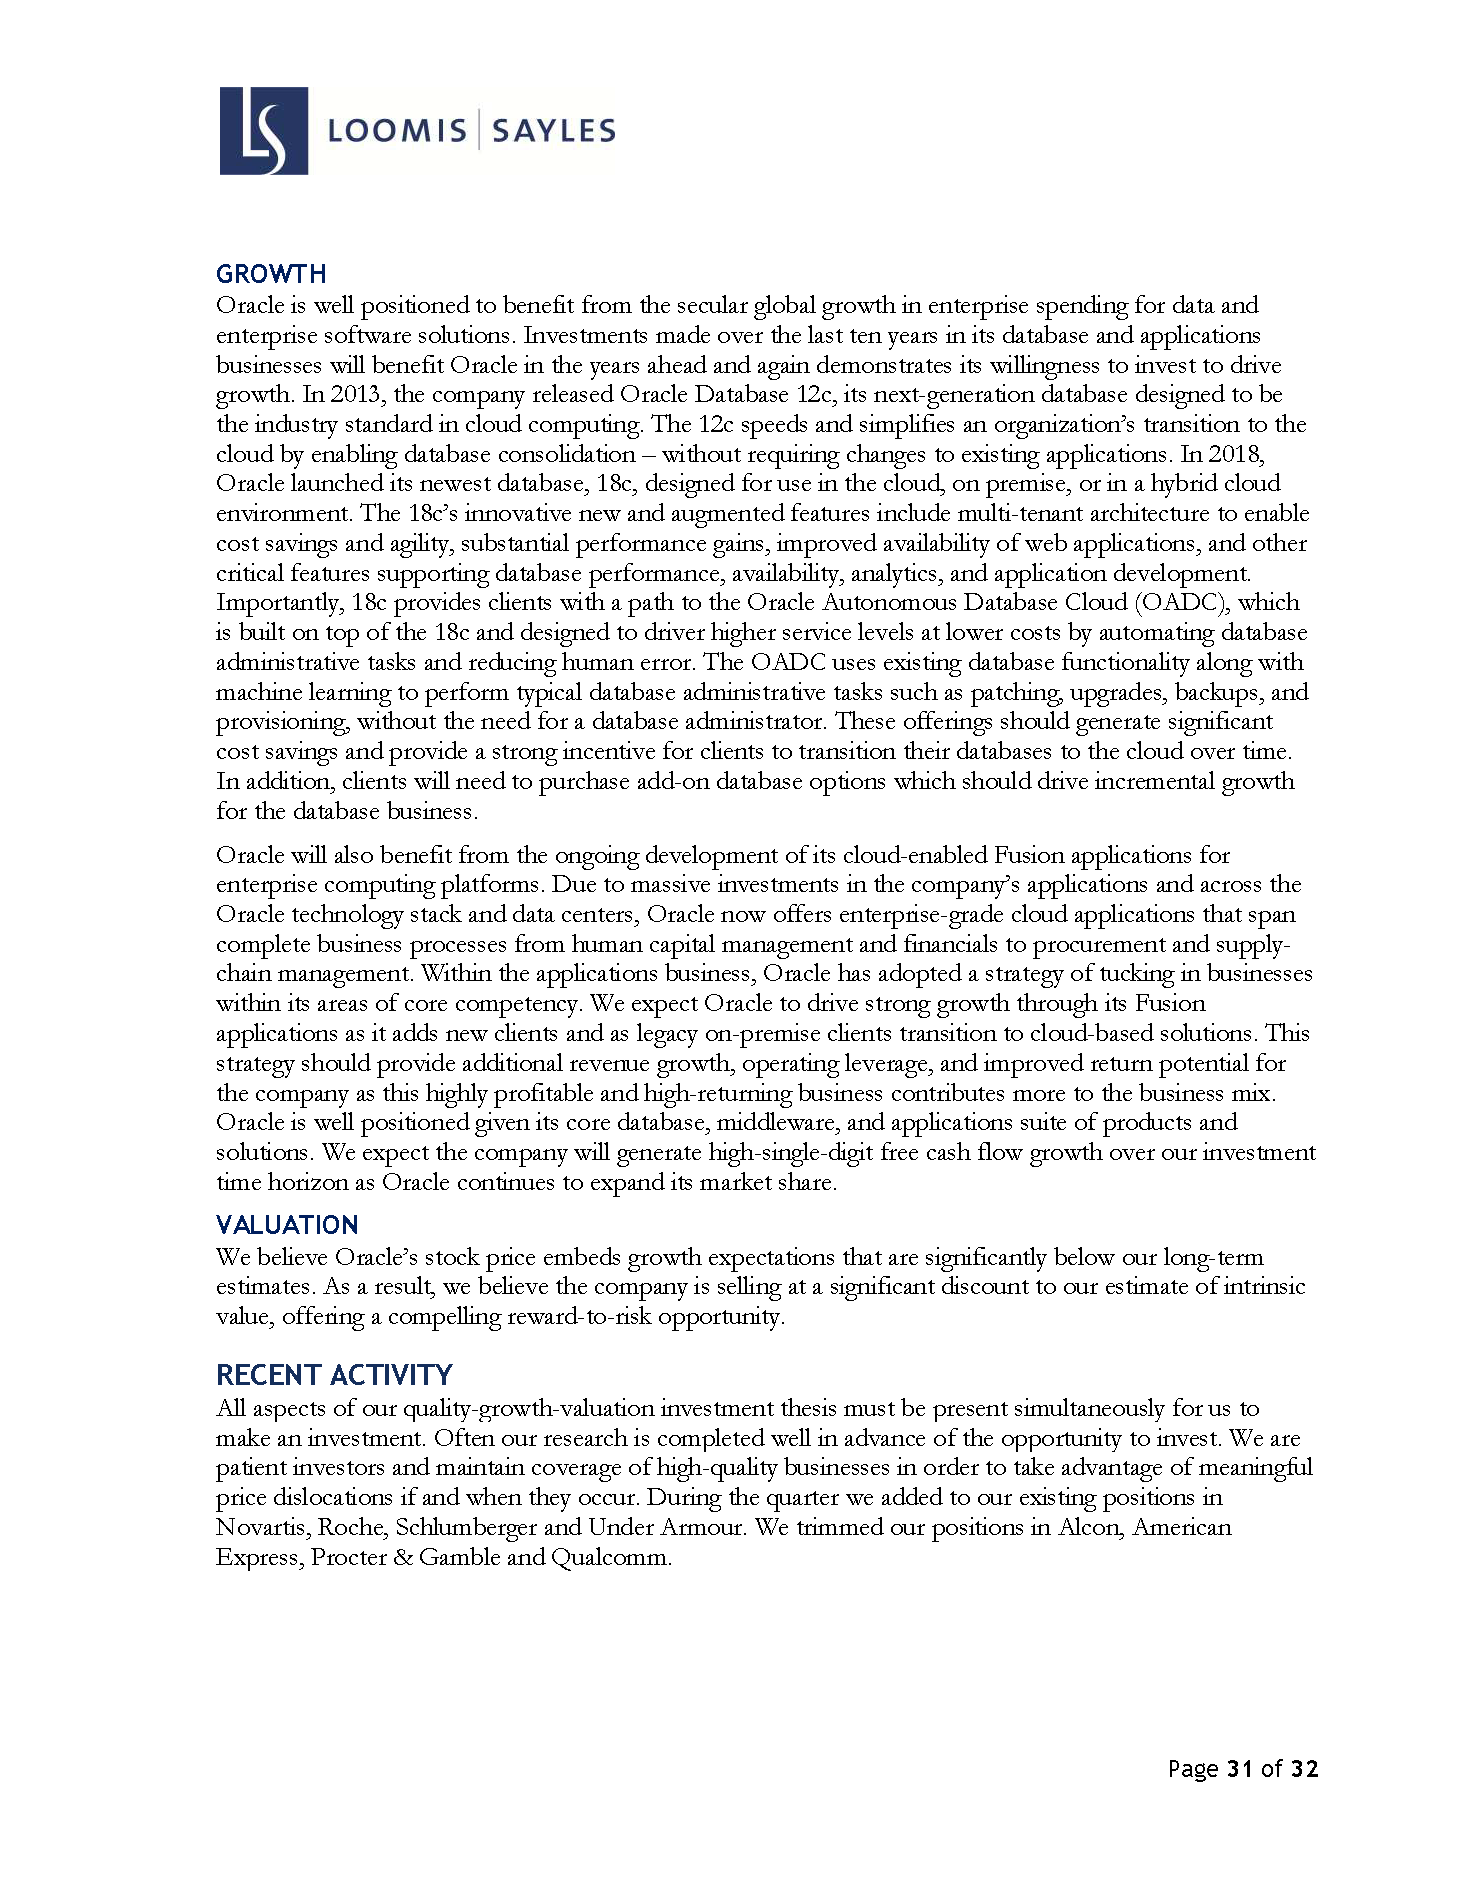 LS LOOMIS | SAYLES
GROWTH
Oracle is well positioned to benefit from the secular global growth in enterprise spending for data and
enterprise software solutions. Investments made over the last ten years in its database and applications
businesses will benefit Oracle in the years ahead and again demonstrates its willingness to invest to drive
growth. In 2013, the company released Oracle Database 12c, its next-generation database designed to be
the industry standard in cloud computing. The 12c speeds and simplifies an organization’s transition to the
cloud by enabling database consolidation – without requiring changes to existing applications. In 2018,
Oracle launched its newest database, 18c, designed for use in the cloud, on premise, or in a hybrid cloud
environment. The 18c’s innovative new and augmented features include multi-tenant architecture to enable
cost savings and agility, substantial performance gains, improved availability of web applications, and other
critical features supporting database performance, availability, analytics, and application development.
Importantly, 18c provides clients with a path to the Oracle Autonomous Database Cloud (OADC), which
is built on top of the 18c and designed to driver higher service levels at lower costs by automating database
administrative tasks and reducing human error. The OADC uses existing database functionality along with
machine learning to perform typical database administrative tasks such as patching, upgrades, backups, and
provisioning, without the need for a database administrator. These offerings should generate significant
cost savings and provide a strong incentive for clients to transition their databases to the cloud over time.
In addition, clients will need to purchase add-on database options which should drive incremental growth
for the database business.
Oracle will also benefit from the ongoing development of its cloud-enabled Fusion applications for
enterprise computing platforms. Due to massive investments in the company’s applications and across the
Oracle technology stack and data centers, Oracle now offers enterprise-grade cloud applications that span
complete business processes from human capital management and financials to procurement and supply-
chain management. Within the applications business, Oracle has adopted a strategy of tucking in businesses
within its areas of core competency. We expect Oracle to drive strong growth through its Fusion
applications as it adds new clients and as legacy on-premise clients transition to cloud-based solutions. This
strategy should provide additional revenue growth, operating leverage, and improved return potential for
the company as this highly profitable and high-returning business contributes more to the business mix.
Oracle is well positioned given its core database, middleware, and applications suite of products and
solutions. We expect the company will generate high-single-digit free cash flow growth over our investment
time horizon as Oracle continues to expand its market share.
VALUATION
We believe Oracle’s stock price embeds growth expectations that are significantly below our long-term
estimates. As a result, we believe the company is selling at a significant discount to our estimate of intrinsic
value, offering a compelling reward-to-risk opportunity.
RECENT ACTIVITY
All aspects of our quality-growth-valuation investment thesis must be present simultaneously for us to
make an investment. Often our research is completed well in advance of the opportunity to invest. We are
patient investors and maintain coverage of high-quality businesses in order to take advantage of meaningful
price dislocations if and when they occur. During the quarter we added to our existing positions in
Novartis, Roche, Schlumberger and Under Armour. We trimmed our positions in Alcon, American
Express, Procter & Gamble and Qualcomm.
Page 31 of 32